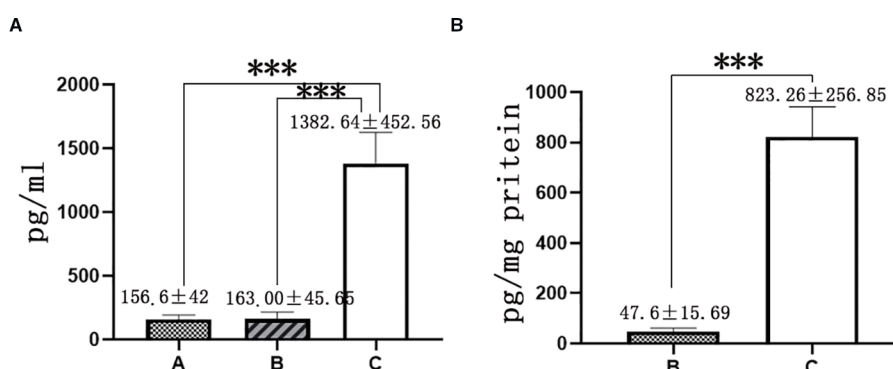 A
***
***
2000
1500
1000
500
0
pg/ml
1382.64±452.56
156.6±42
163.00±45.65
A
B
C
B
***
1000
800
600
400
200
0
pg/mg pritein
823.26±256.85
47.6±15.69
B
C